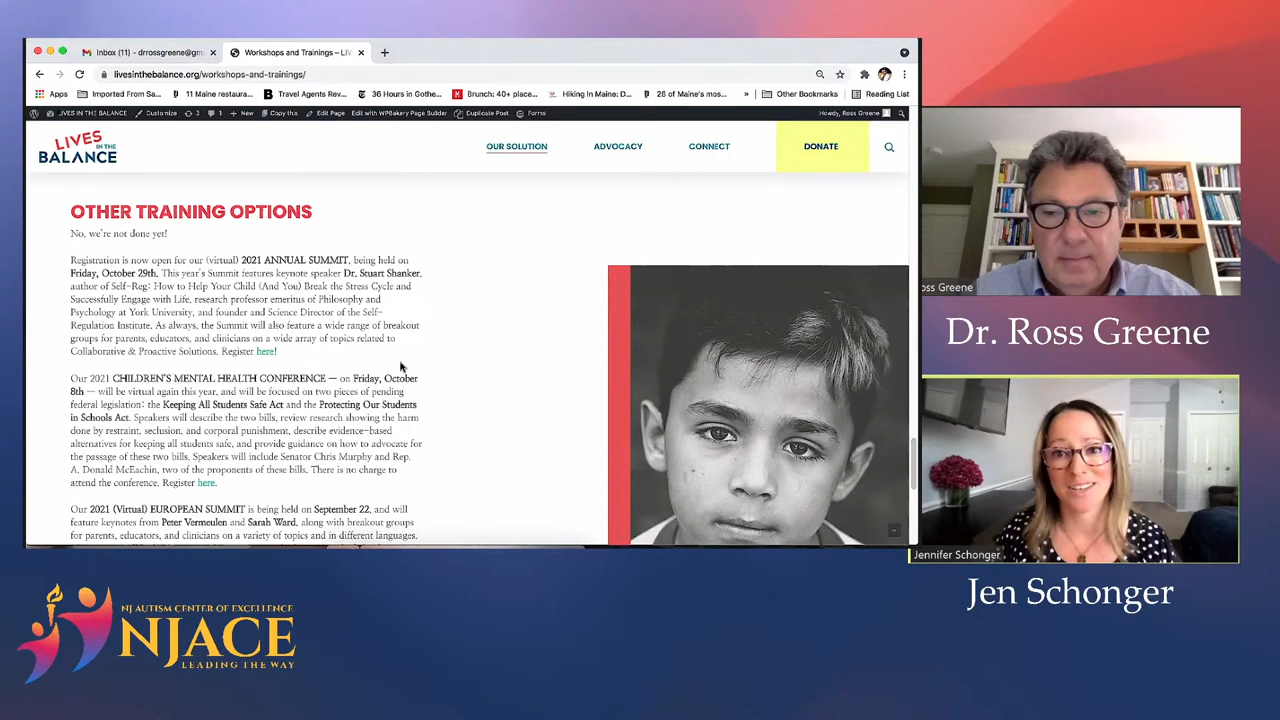 Inbox (11) - drrossgreene@gm
Workshops and Trainings – LIV
livesinthebalance.org/workshops-and-trainings/
Apps
Imported From Sa...
11 Maine restaura...
Travel Agents Rev...
36 Hours in Gothe...
Brunch: 40+ place...
Hiking In Maine: D...
26 of Maine's mos...
»
Other Bookmarks
Reading List
LIVES IN THE BALANCE
Customize
3
1
+ New
Copy this
Edit Page
Edit with WPBakery Page Builder
Duplicate Post
Forms
Howdy, Ross Greene
LIVES
IN THE
BALANCE
OUR SOLUTION
ADVOCACY
CONNECT
DONATE
OTHER TRAINING OPTIONS
No, we're not done yet!
Registration is now open for our (virtual) 2021 ANNUAL SUMMIT, being held on
Friday, October 29th. This year's Summit features keynote speaker Dr. Stuart Shanker,
author of Self-Reg: How to Help Your Child (And You) Break the Stress Cycle and
Successfully Engage with Life, research professor emeritus of Philosophy and
Psychology at York University, and founder and Science Director of the Self-
Regulation Institute. As always, the Summit will also feature a wide range of breakout
groups for parents, educators, and clinicians on a wide array of topics related to
Collaborative & Proactive Solutions. Register here!
Our 2021 CHILDREN'S MENTAL HEALTH CONFERENCE — on Friday, October
8th — will be virtual again this year, and will be focused on two pieces of pending
federal legislation: the Keeping All Students Safe Act and the Protecting Our Students
in Schools Act. Speakers will describe the two bills, review research showing the harm
done by restraint, seclusion, and corporal punishment, describe evidence-based
alternatives for keeping all students safe, and provide guidance on how to advocate for
the passage of these two bills. Speakers will include Senator Chris Murphy and Rep.
A. Donald McEachin, two of the proponents of these bills. There is no charge to
attend the conference. Register here.
Our 2021 (Virtual) EUROPEAN SUMMIT is being held on September 22, and will
feature keynotes from Peter Vermeulen and Sarah Ward, along with breakout groups
for parents, educators, and clinicians on a variety of topics and in different languages.
oss Greene
Dr. Ross Greene
Jennifer Schonger
Jen Schonger
NJ AUTISM CENTER OF EXCELLENCE
NJACE
LEADING THE WAY